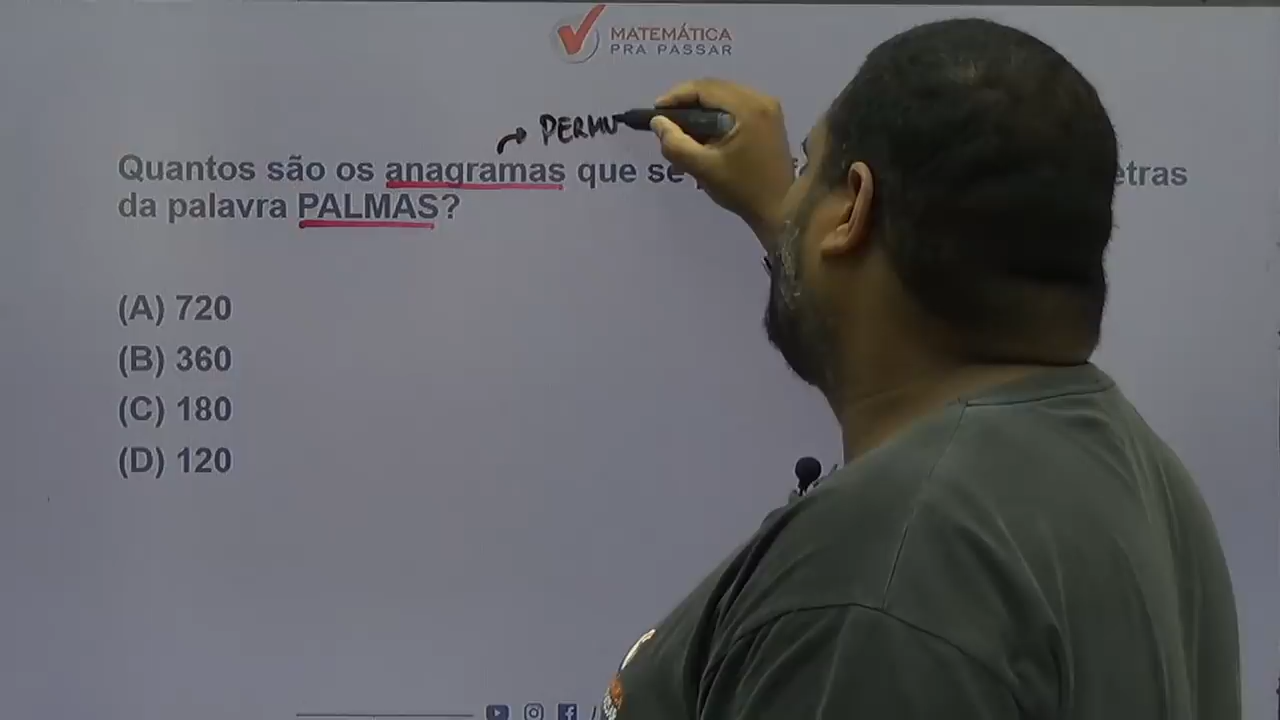 MATEMÁTICA
PRA PASSAR
PERMU
Quantos são os anagramas que se etras
da palavra PALMAS?
(A) 720
(B) 360
(C) 180
(D) 120